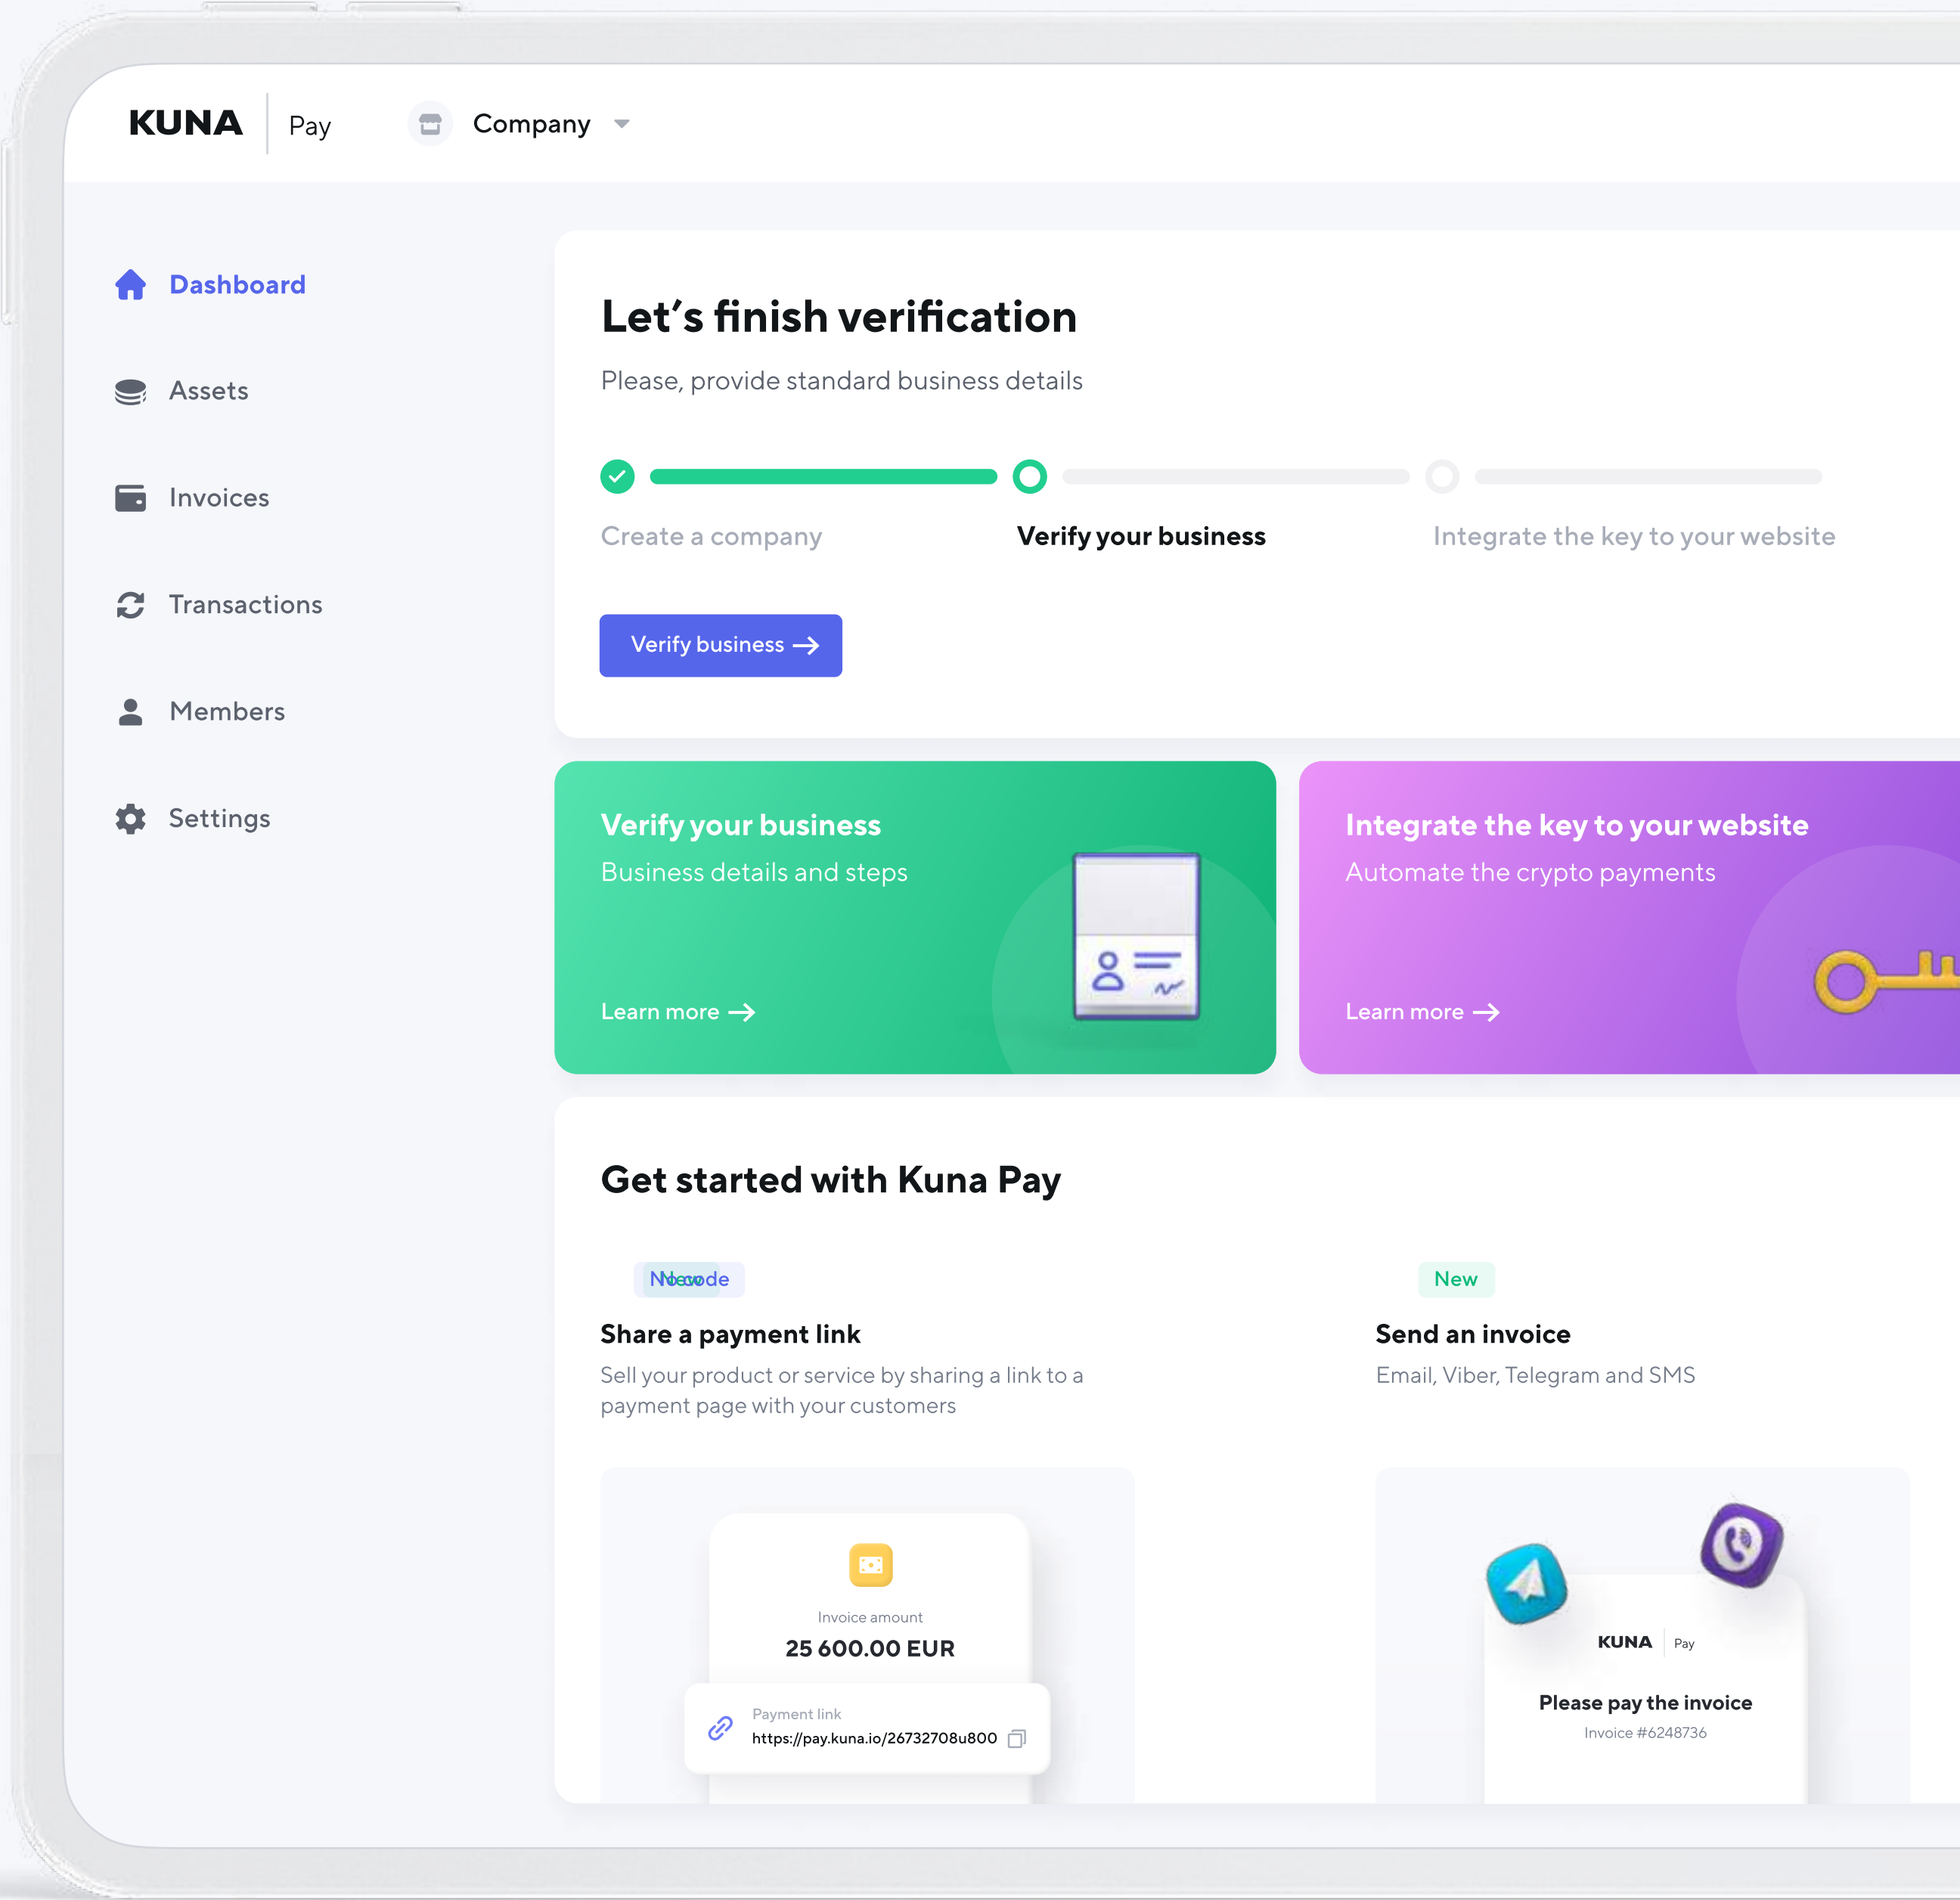 KUNA Pay
Company
Dashboard
Assets
Invoices
Transactions
Members
Settings
Let’s finish verification
Please, provide standard business details
Create a company
Verify your business
Integrate the key to your website
Verify business →
Verify your business
Business details and steps
Learn more →
Integrate the key to your website
Automate the crypto payments
Learn more →
Get started with Kuna Pay
No code
New
Share a payment link
Sell your product or service by sharing a link to a
payment page with your customers
New
Send an invoice
Email, Viber, Telegram and SMS
Invoice amount
25 600.00 EUR
Payment link
https://pay.kuna.io/26732708u800
KUNA Pay
Please pay the invoice
Invoice #6248736